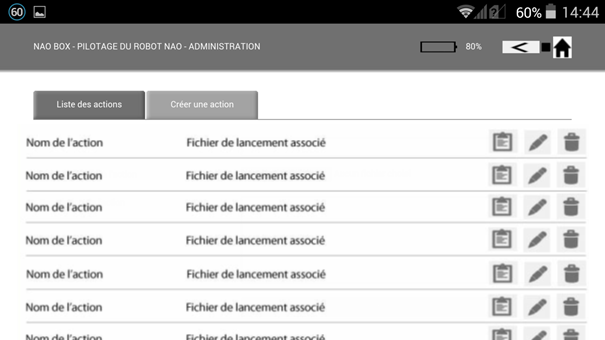 60
60% 14:44
NAO BOX - PILOTAGE DU ROBOT NAO - ADMINISTRATION
80%
Liste des actions
Créer une action
Nom de l'action Fichier de lancement associé
Nom de l'action Fichier de lancement associé
Nom de l'action Fichier de lancement associé
Nom de l'action Fichier de lancement associé
Nom de l'action Fichier de lancement associé
Nom de l'action Fichier de lancement associé
Nom de l'action Fichier de lancement associé